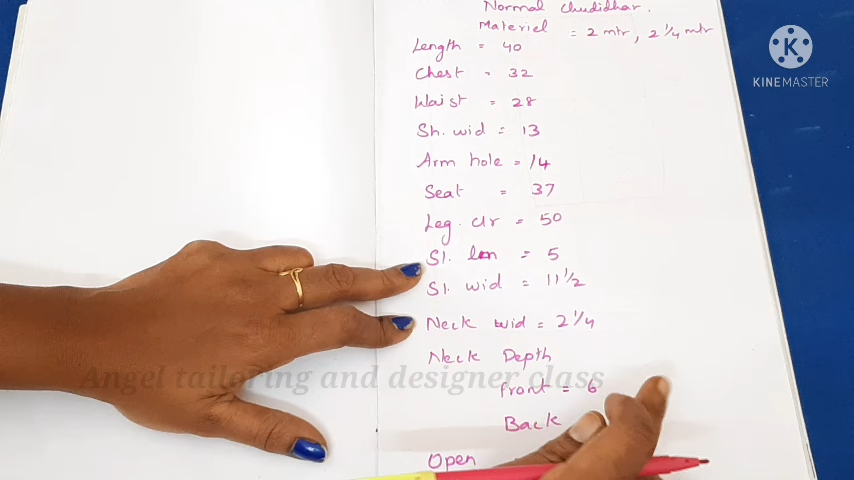 Normal Chudidhar.
Materiel = 2 mtr, 2 1/4 mtr
Length = 40
Chest = 32
Waist = 28
Sh. wid = 13
Arm hole = 14
Seat = 37
Leg. clr = 50
Sl. len = 5
Sl. wid = 11 1/2
Neck wid = 2 1/4
Neck Depth
front = 6
Back
Open
K
KINEMASTER
Angel tailoring and designer class